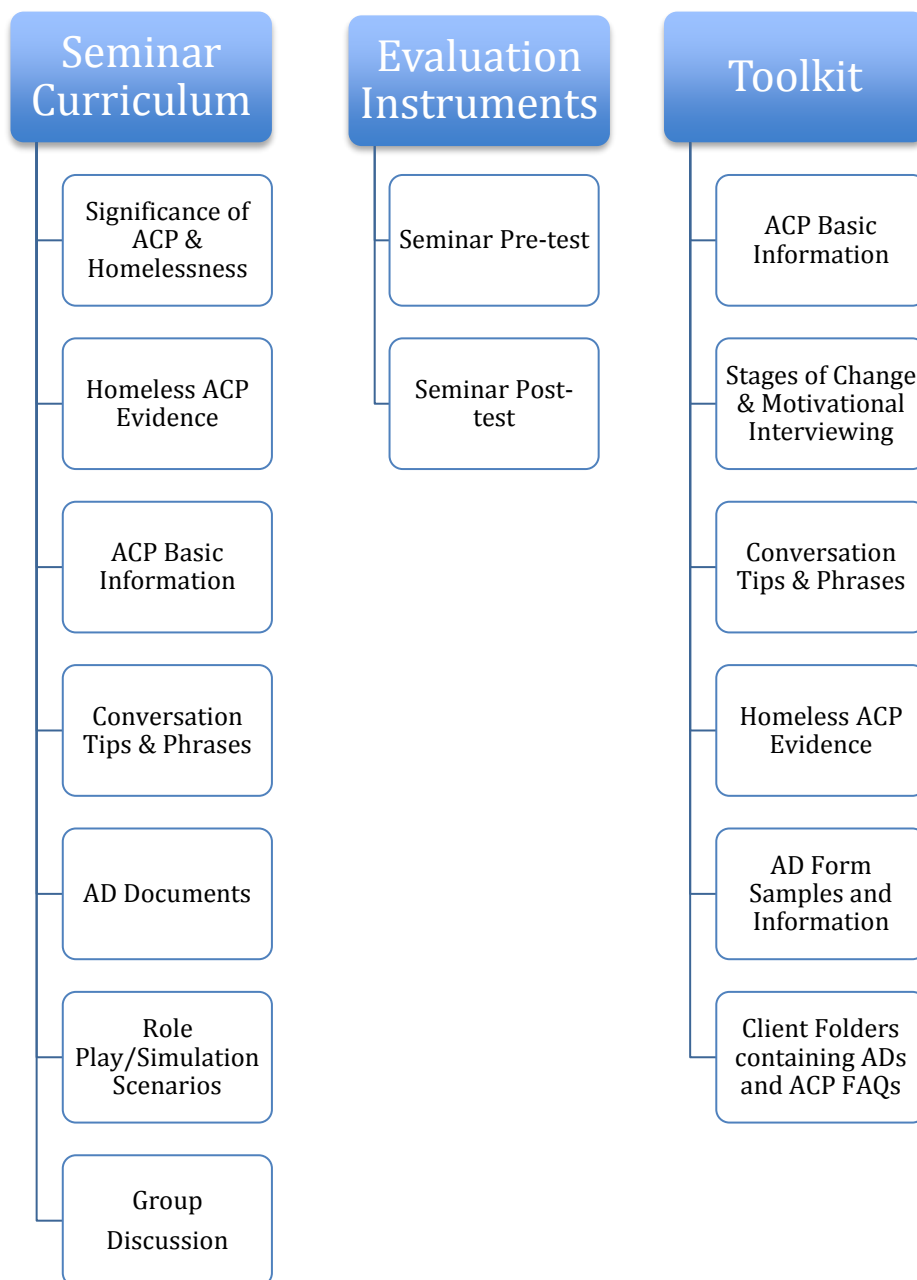 Seminar
Curriculum
Significance of
ACP &
Homelessness
Homeless ACP
Evidence
ACP Basic
Information
Conversation
Tips & Phrases
AD Documents
Role
Play/Simulation
Scenarios
Group
Discussion
Evaluation
Instruments
Seminar Pre-test
Seminar Post-
test
Toolkit
ACP Basic
Information
Stages of Change
& Motivational
Interviewing
Conversation
Tips & Phrases
Homeless ACP
Evidence
AD Form
Samples and
Information
Client Folders
containing ADs
and ACP FAQs